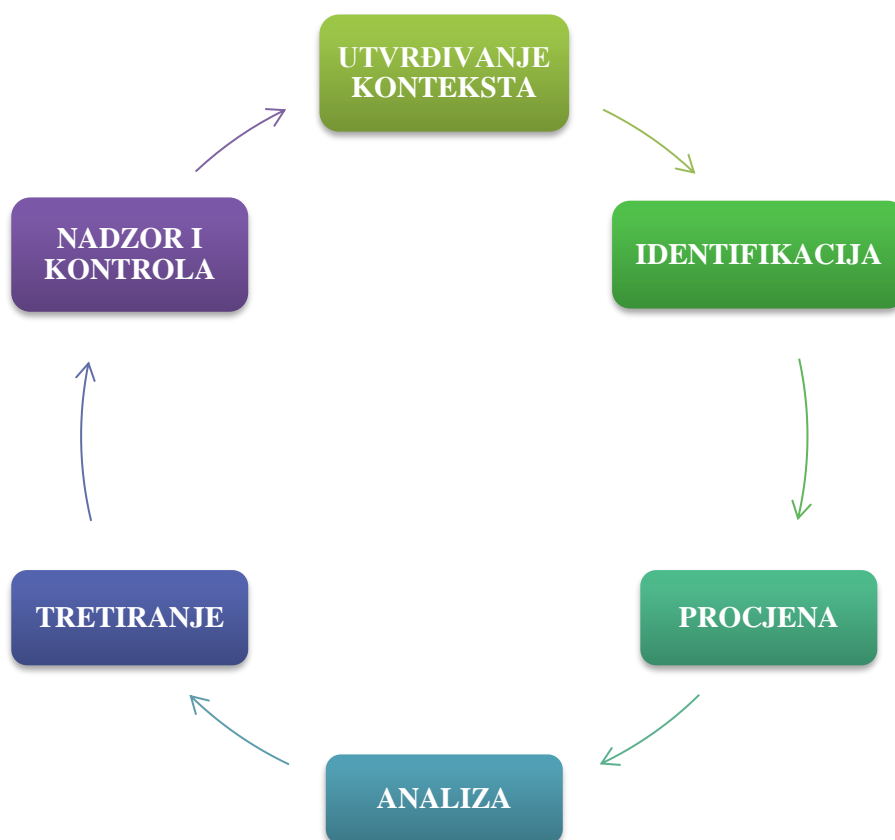 UTVRĐIVANJE
KONTEKSTA
IDENTIFIKACIJA
PROCJENA
ANALIZA
TRETIRANJE
NADZOR I
KONTROLA